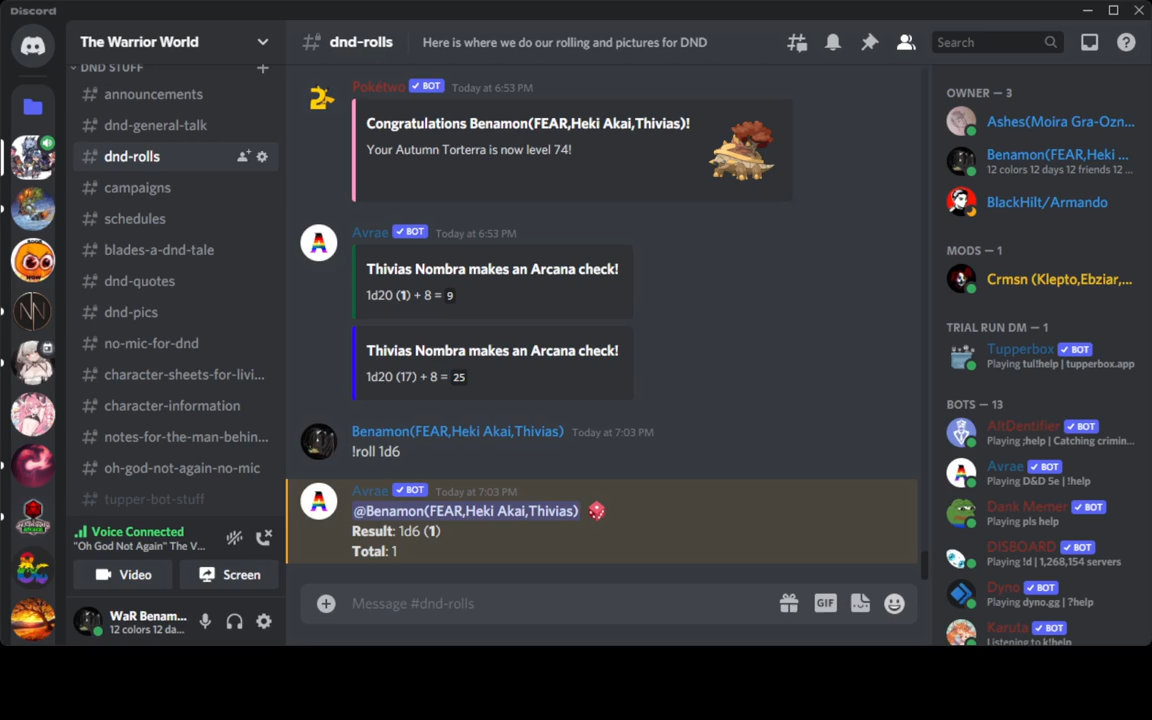 Discord
The Warrior World
DND STUFF
announcements
dnd-general-talk
dnd-rolls
campaigns
schedules
blades-a-dnd-tale
dnd-quotes
dnd-pics
no-mic-for-dnd
character-sheets-for-livi...
character-information
notes-for-the-man-behin...
oh-god-not-again-no-mic
tupper-bot-stuff
Voice Connected
"Oh God Not Again" The V...
Video Screen
WaR Benam...
12 colors 12 da...
dnd-rolls Here is where we do our rolling and pictures for DND
Search
Pokétwo ✓ BOT Today at 6:53 PM
Congratulations Benamon(FEAR,Heki Akai,Thivias)!
Your Autumn Torterra is now level 74!
Avrae ✓ BOT Today at 6:53 PM
Thivias Nombra makes an Arcana check!
1d20 (1) + 8 = 9
Thivias Nombra makes an Arcana check!
1d20 (17) + 8 = 25
Benamon(FEAR,Heki Akai,Thivias) Today at 7:03 PM
!roll 1d6
Avrae ✓ BOT Today at 7:03 PM
@Benamon(FEAR,Heki Akai,Thivias)
Result: 1d6 (1)
Total: 1
Message #dnd-rolls
GIF
OWNER — 3
Ashes(Moira Gra-Ozn...
Benamon(FEAR,Heki ...
12 colors 12 days 12 friends 12 ...
BlackHilt/Armando
MODS — 1
Crmsn (Klepto,Ebziar,...
TRIAL RUN DM — 1
Tupperbox ✓ BOT
Playing tul!help | tupperbox.app
BOTS — 13
AltDentifier ✓ BOT
Playing ;help | Catching crimin...
Avrae ✓ BOT
Playing D&D 5e | !help
Dank Memer ✓ BOT
Playing pls help
DISBOARD ✓ BOT
Playing !d | 1,268,154 servers
Dyno ✓ BOT
Playing dyno.gg | ?help
Karuta ✓ BOT
Listening to k!help